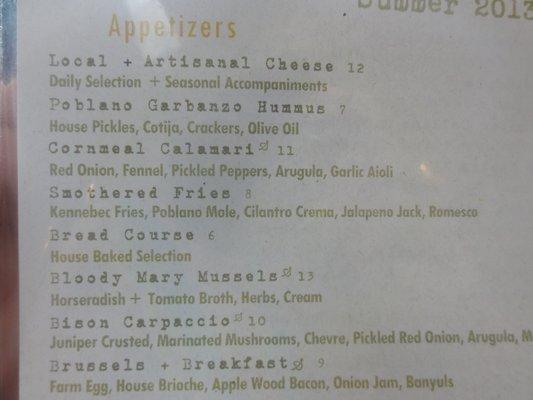 Summer 2013
Appetizers
Local + Artisanal Cheese 12
Daily Selection + Seasonal Accompaniments
Poblano Garbanzo Hummus 7
House Pickles, Cotija, Crackers, Olive Oil
Cornmeal Calamari 11
Red Onion, Fennel, Pickled Peppers, Arugula, Garlic Aioli
Smothered Fries 8
Kennebec Fries, Poblano Mole, Cilantro Crema, Jalapeno Jack, Romesco
Bread Course 6
House Baked Selection
Bloody Mary Mussels 13
Horseradish + Tomato Broth, Herbs, Cream
Bison Carpaccio 10
Juniper Crusted, Marinated Mushrooms, Chevre, Pickled Red Onion, Arugula,
Brussels + Breakfast 9
Farm Egg, House Brioche, Apple Wood Bacon, Onion Jam, Banyuls